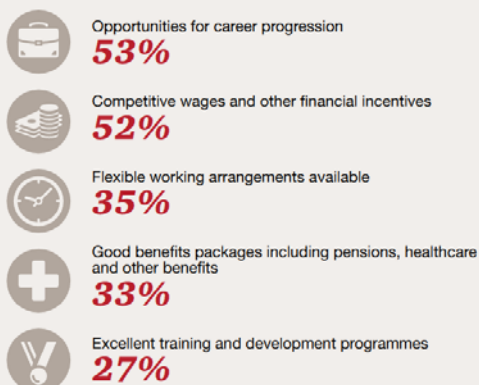 Opportunities for career progression
53%
Competitive wages and other financial incentives
52%
Flexible working arrangements available
35%
Good benefits packages including pensions, healthcare
and other benefits
33%
Excellent training and development programmes
27%